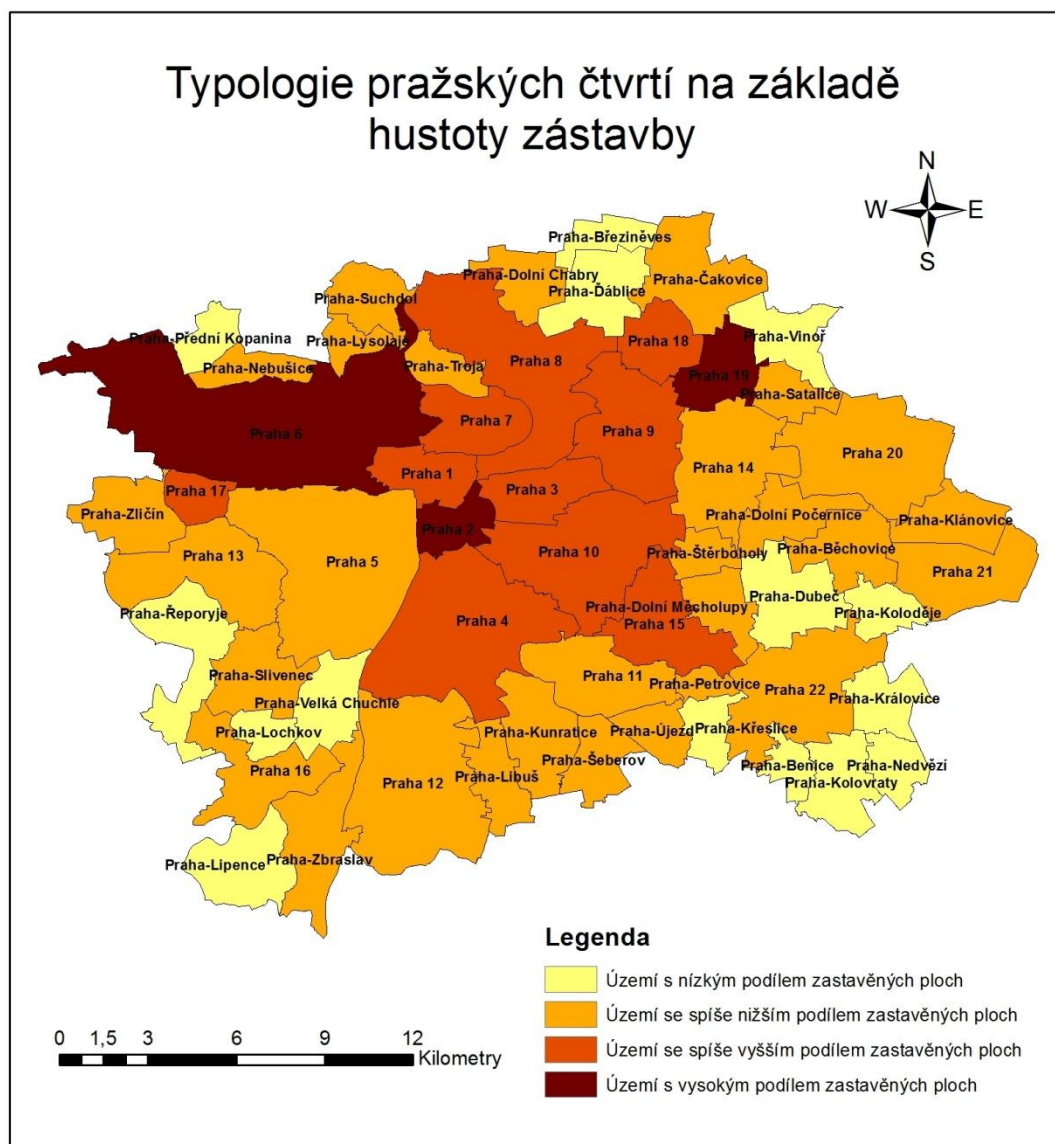 Typologie pražských čtvrtí na základě
hustoty zástavby
N
W E
S
Praha-Březiněves
Praha-Dolní Chabry
Praha-Čakovice
Praha-Ďáblice
Praha-Suchdol
Praha-Přední Kopanina
Praha-Lysolaje
Praha-Vinoř
Praha 18
Praha 8
Praha-Troja
Praha-Nebušice
Praha 19
Praha-Satalice
Praha 7
Praha 6
Praha 9
Praha 20
Praha 14
Praha 1
Praha 17
Praha 3
Praha-Zličín
Praha-Dolní Počernice
Praha-Klánovice
Praha 2
Praha 13
Praha 5
Praha 10
Praha-Štěrboholy
Praha-Běchovice
Praha 21
Praha-Dubeč
Praha-Řeporyje
Praha-Dolní Měcholupy
Praha-Koloděje
Praha 4
Praha 15
Praha-Slivenec
Praha 11
Praha-Petrovice
Praha 22
Praha-Královice
Praha-Velká Chuchle
Praha-Lochkov
Praha-Kunratice
Praha-Újezd
Praha-Křeslice
Praha-Šeberov
Praha-Benice
Praha-Nedvězí
Praha 16
Praha 12
Praha-Libuš
Praha-Kolovraty
Praha-Lipence
Praha-Zbraslav
Legenda
Území s nízkým podílem zastavěných ploch
Území se spíše nižším podílem zastavěných ploch
Území se spíše vyšším podílem zastavěných ploch
Území s vysokým podílem zastavěných ploch
0 1,5 3 6 9 12
Kilometry